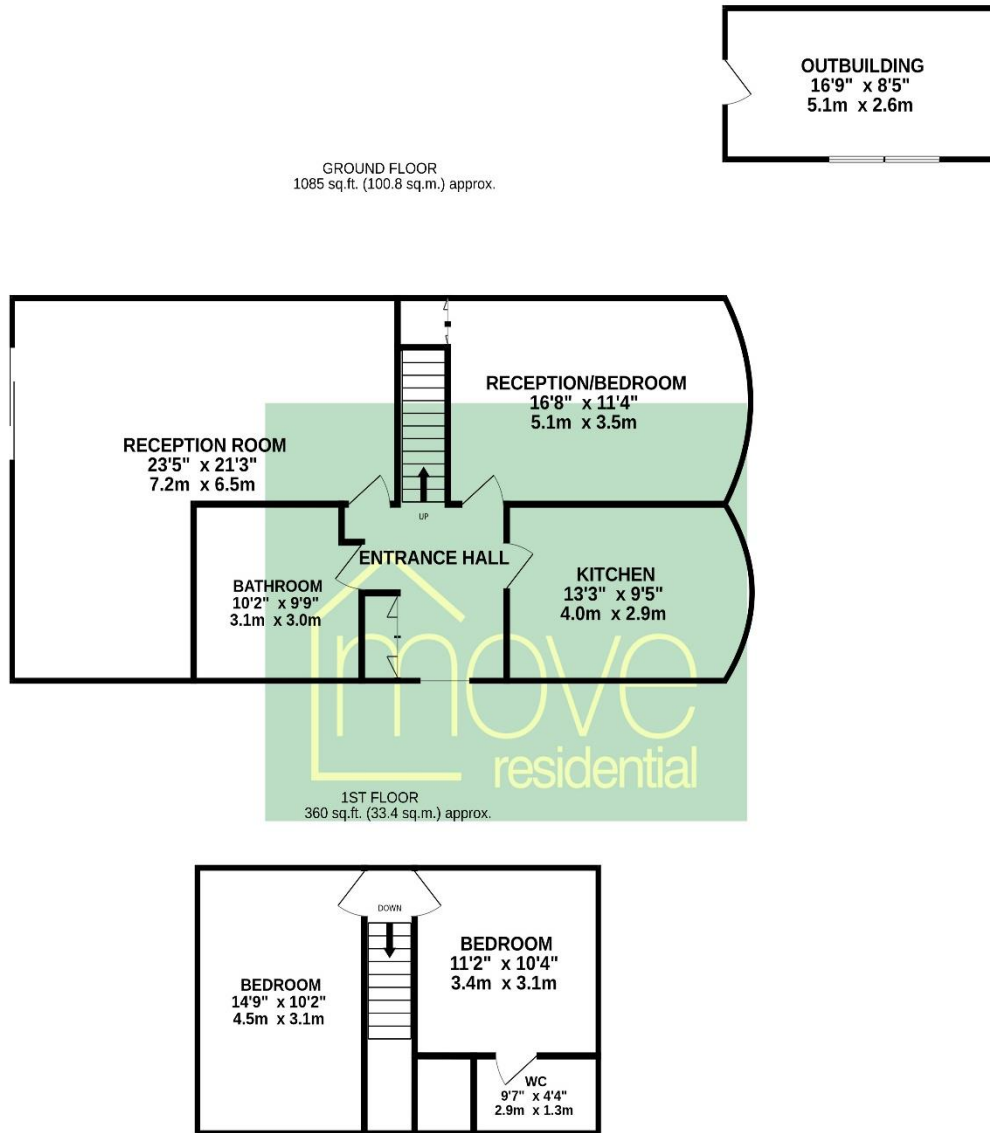 OUTBUILDING
16'9" x 8'5"
5.1m x 2.6m
GROUND FLOOR
1085 sq.ft. (100.8 sq.m.) approx.
RECEPTION/BEDROOM
16'8" x 11'4"
5.1m x 3.5m
RECEPTION ROOM
23'5" x 21'3"
7.2m x 6.5m
UP
ENTRANCE HALL
BATHROOM
10'2" x 9'9"
3.1m x 3.0m
KITCHEN
13'3" x 9'5"
4.0m x 2.9m
move
residential
1ST FLOOR
360 sq.ft. (33.4 sq.m.) approx.
DOWN
BEDROOM
11'2" x 10'4"
3.4m x 3.1m
BEDROOM
14'9" x 10'2"
4.5m x 3.1m
WC
9'7" x 4'4"
2.9m x 1.3m